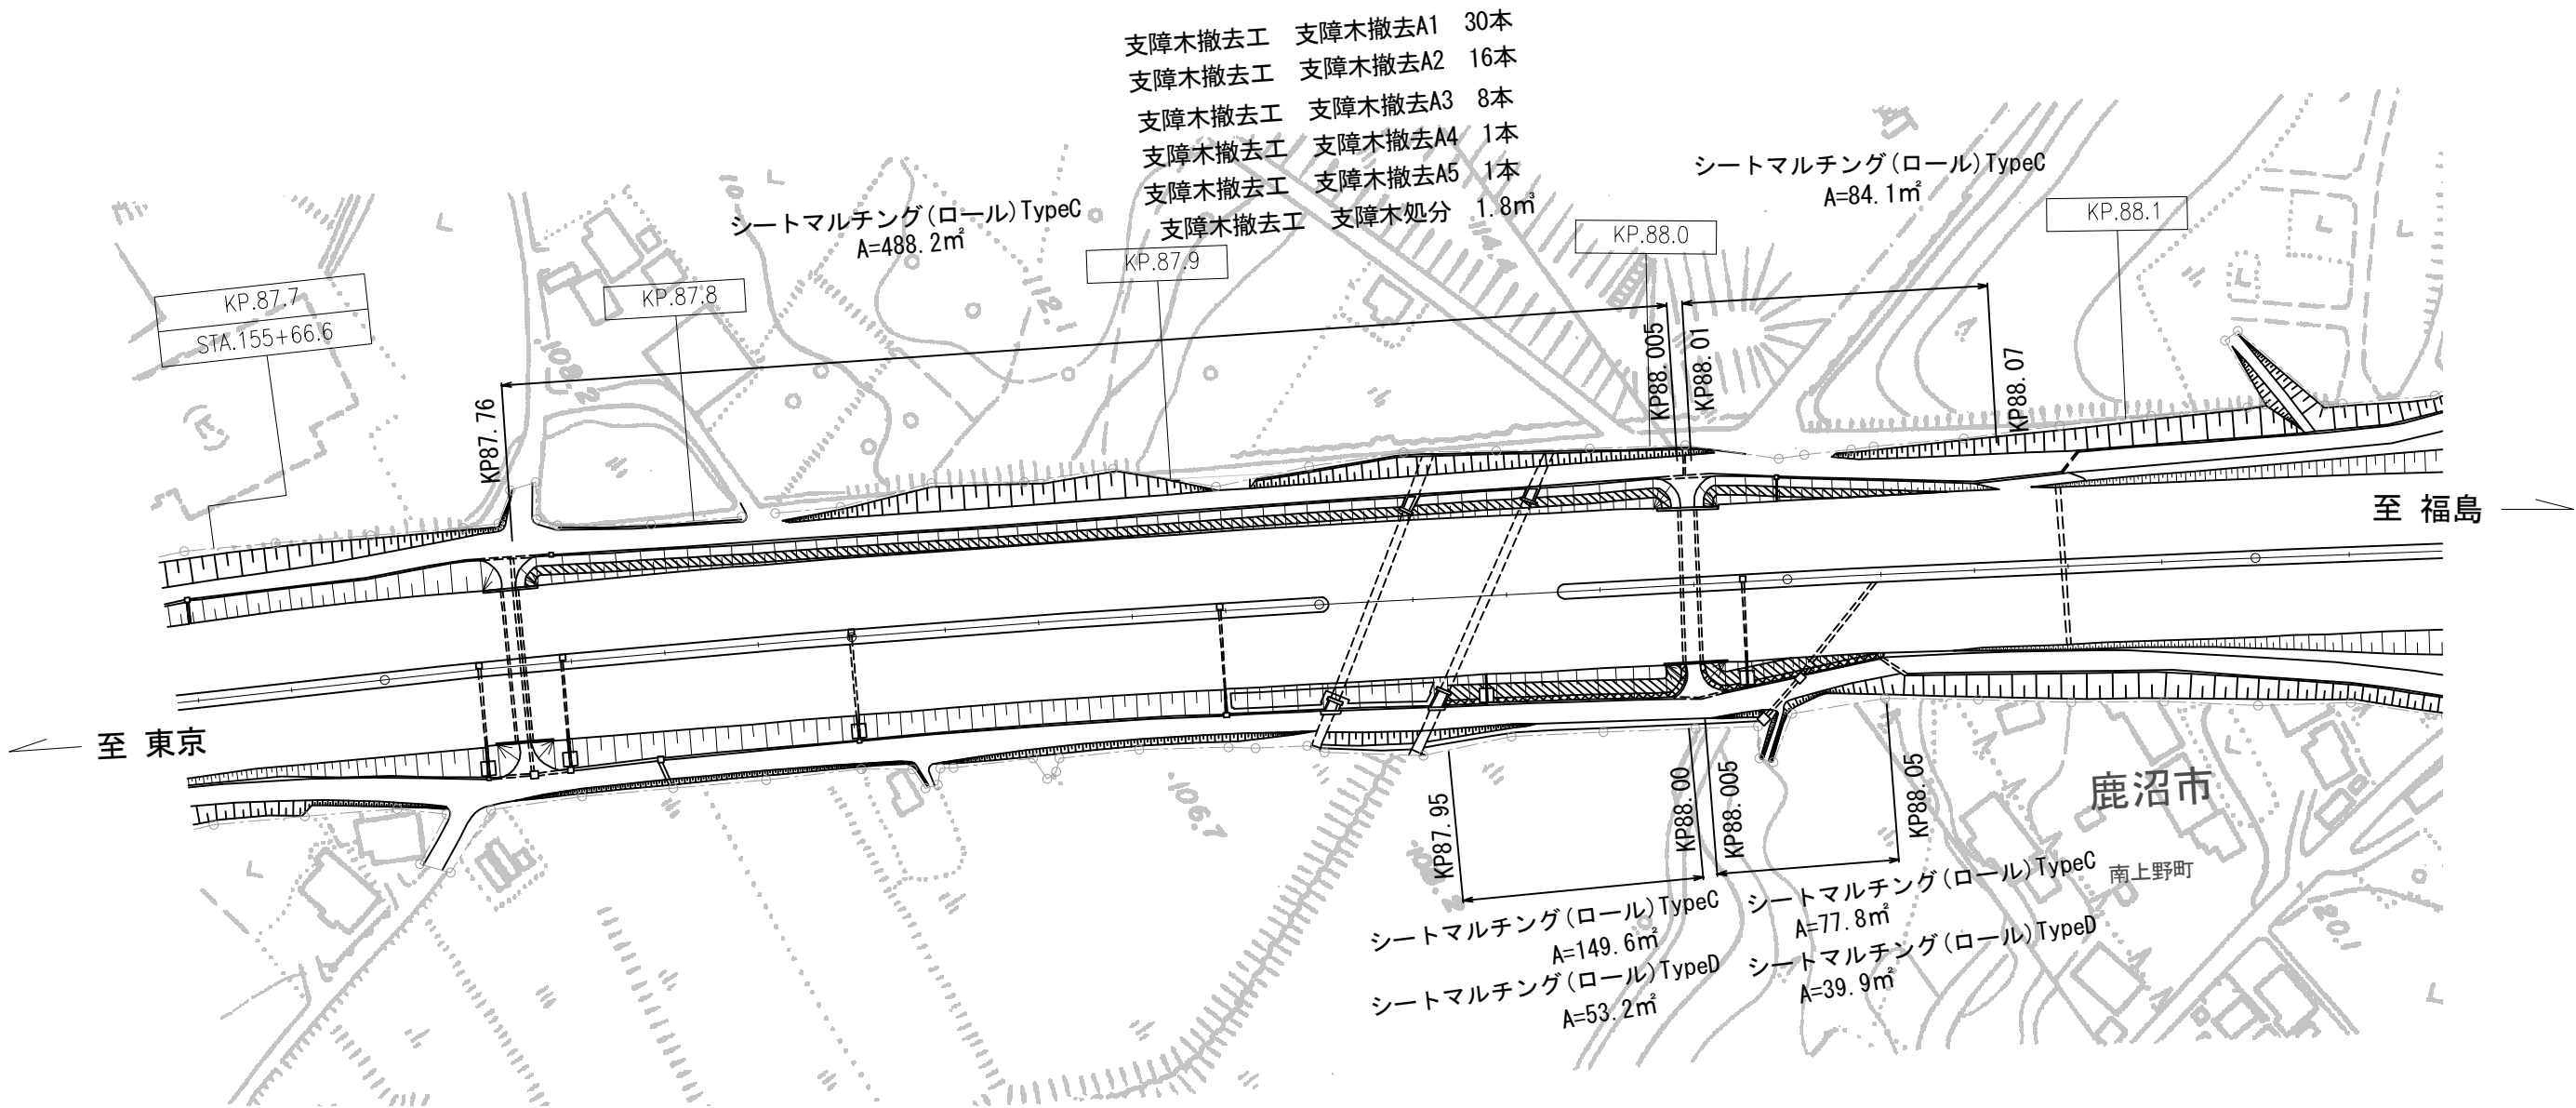 支障木撤去工　支障木撤去A1　30本
支障木撤去工　支障木撤去A2　16本
支障木撤去工　支障木撤去A3　8本
支障木撤去工　支障木撤去A4　1本
支障木撤去工　支障木撤去A5　1本
支障木撤去工　支障木処分　1.8㎥
シートマルチング(ロール)TypeC
A=488.2㎡
シートマルチング(ロール)TypeC
A=84.1㎡
KP.87.7
STA.155+66.6
KP.87.8
KP.87.9
KP.88.0
KP.88.1
112.1
108.2
KP87.76
KP88.005
KP88.01
KP88.07
至 福島
至 東京
106.7
KP87.95
KP88.00
KP88.005
KP88.05
鹿沼市
南上野町
シートマルチング(ロール)TypeC
A=149.6㎡
シートマルチング(ロール)TypeD
A=53.2㎡
シートマルチング(ロール)TypeC
A=77.8㎡
シートマルチング(ロール)TypeD
A=39.9㎡
120.1